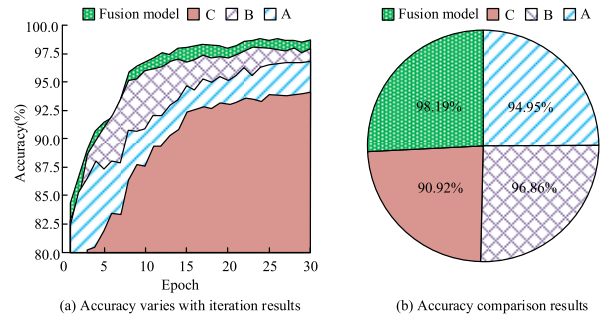 Fusion model C B A
100.0
97.5
95.0
92.5
90.0
87.5
85.0
82.5
80.0
Accuracy(%)
0 5 10 15 20 25 30
Epoch
(a) Accuracy varies with iteration results
Fusion model C B A
98.19% 94.95%
90.92% 96.86%
(b) Accuracy comparison results